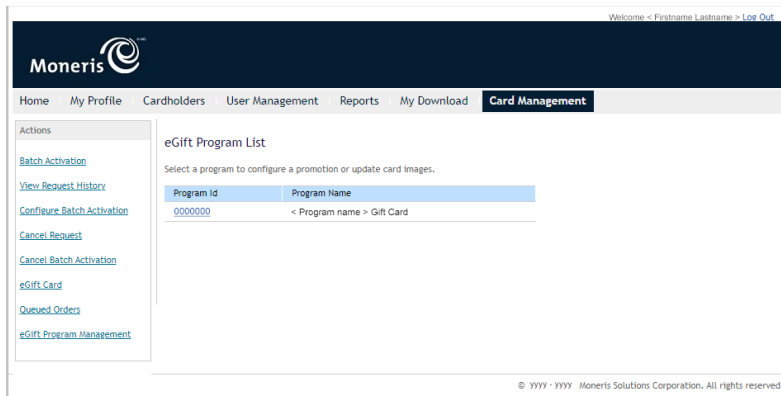 Welcome < Firstname Lastname > Log Out
Moneris
Home My Profile Cardholders User Management Reports My Download Card Management
Actions
Batch Activation
View Request History
Configure Batch Activation
Cancel Request
Cancel Batch Activation
eGift Card
Queued Orders
eGift Program Management
eGift Program List
Select a program to configure a promotion or update card images.
Program Id Program Name
0000000 < Program name > Gift Card
© yyyy - yyyy Moneris Solutions Corporation. All rights reserved